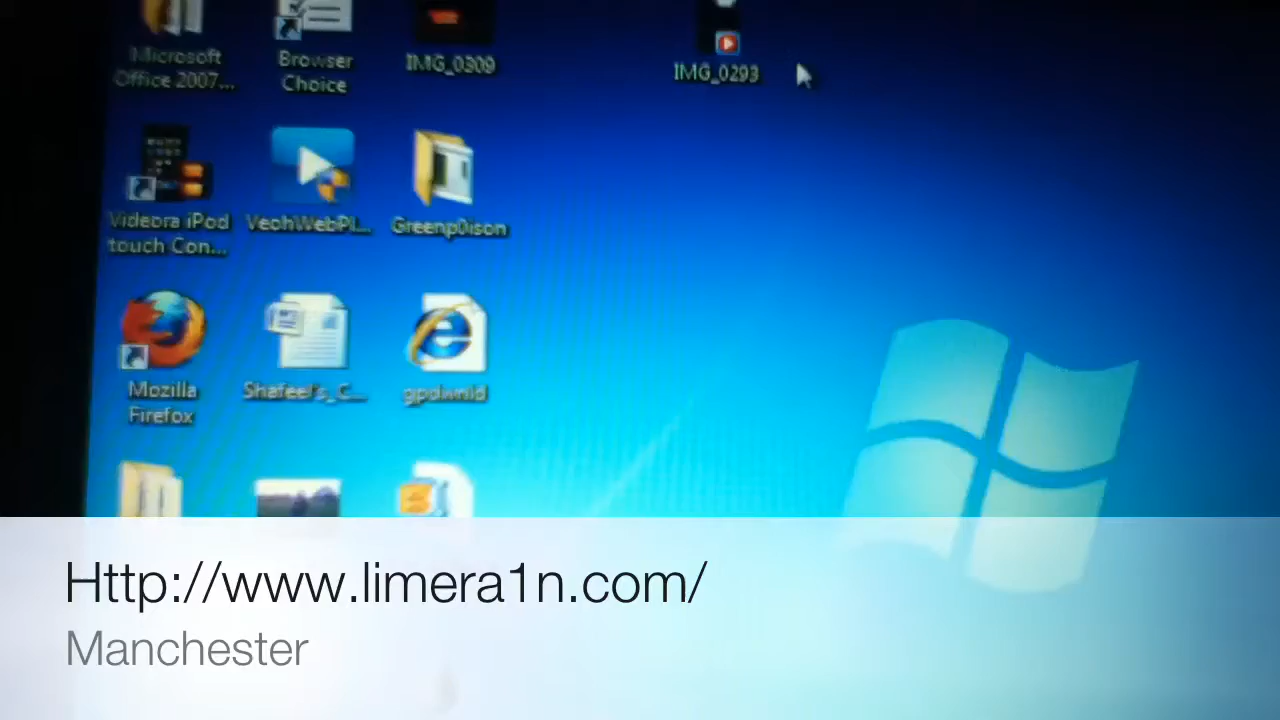 Microsoft
Office 2007...
Browser
Choice
IMG_0309
IMG_0293
Videora iPod
touch Con...
VeohWebPl...
Greenp0ison
Mozilla
Firefox
Shafeel's_C...
gpdwnld
Http://www.limera1n.com/
Manchester